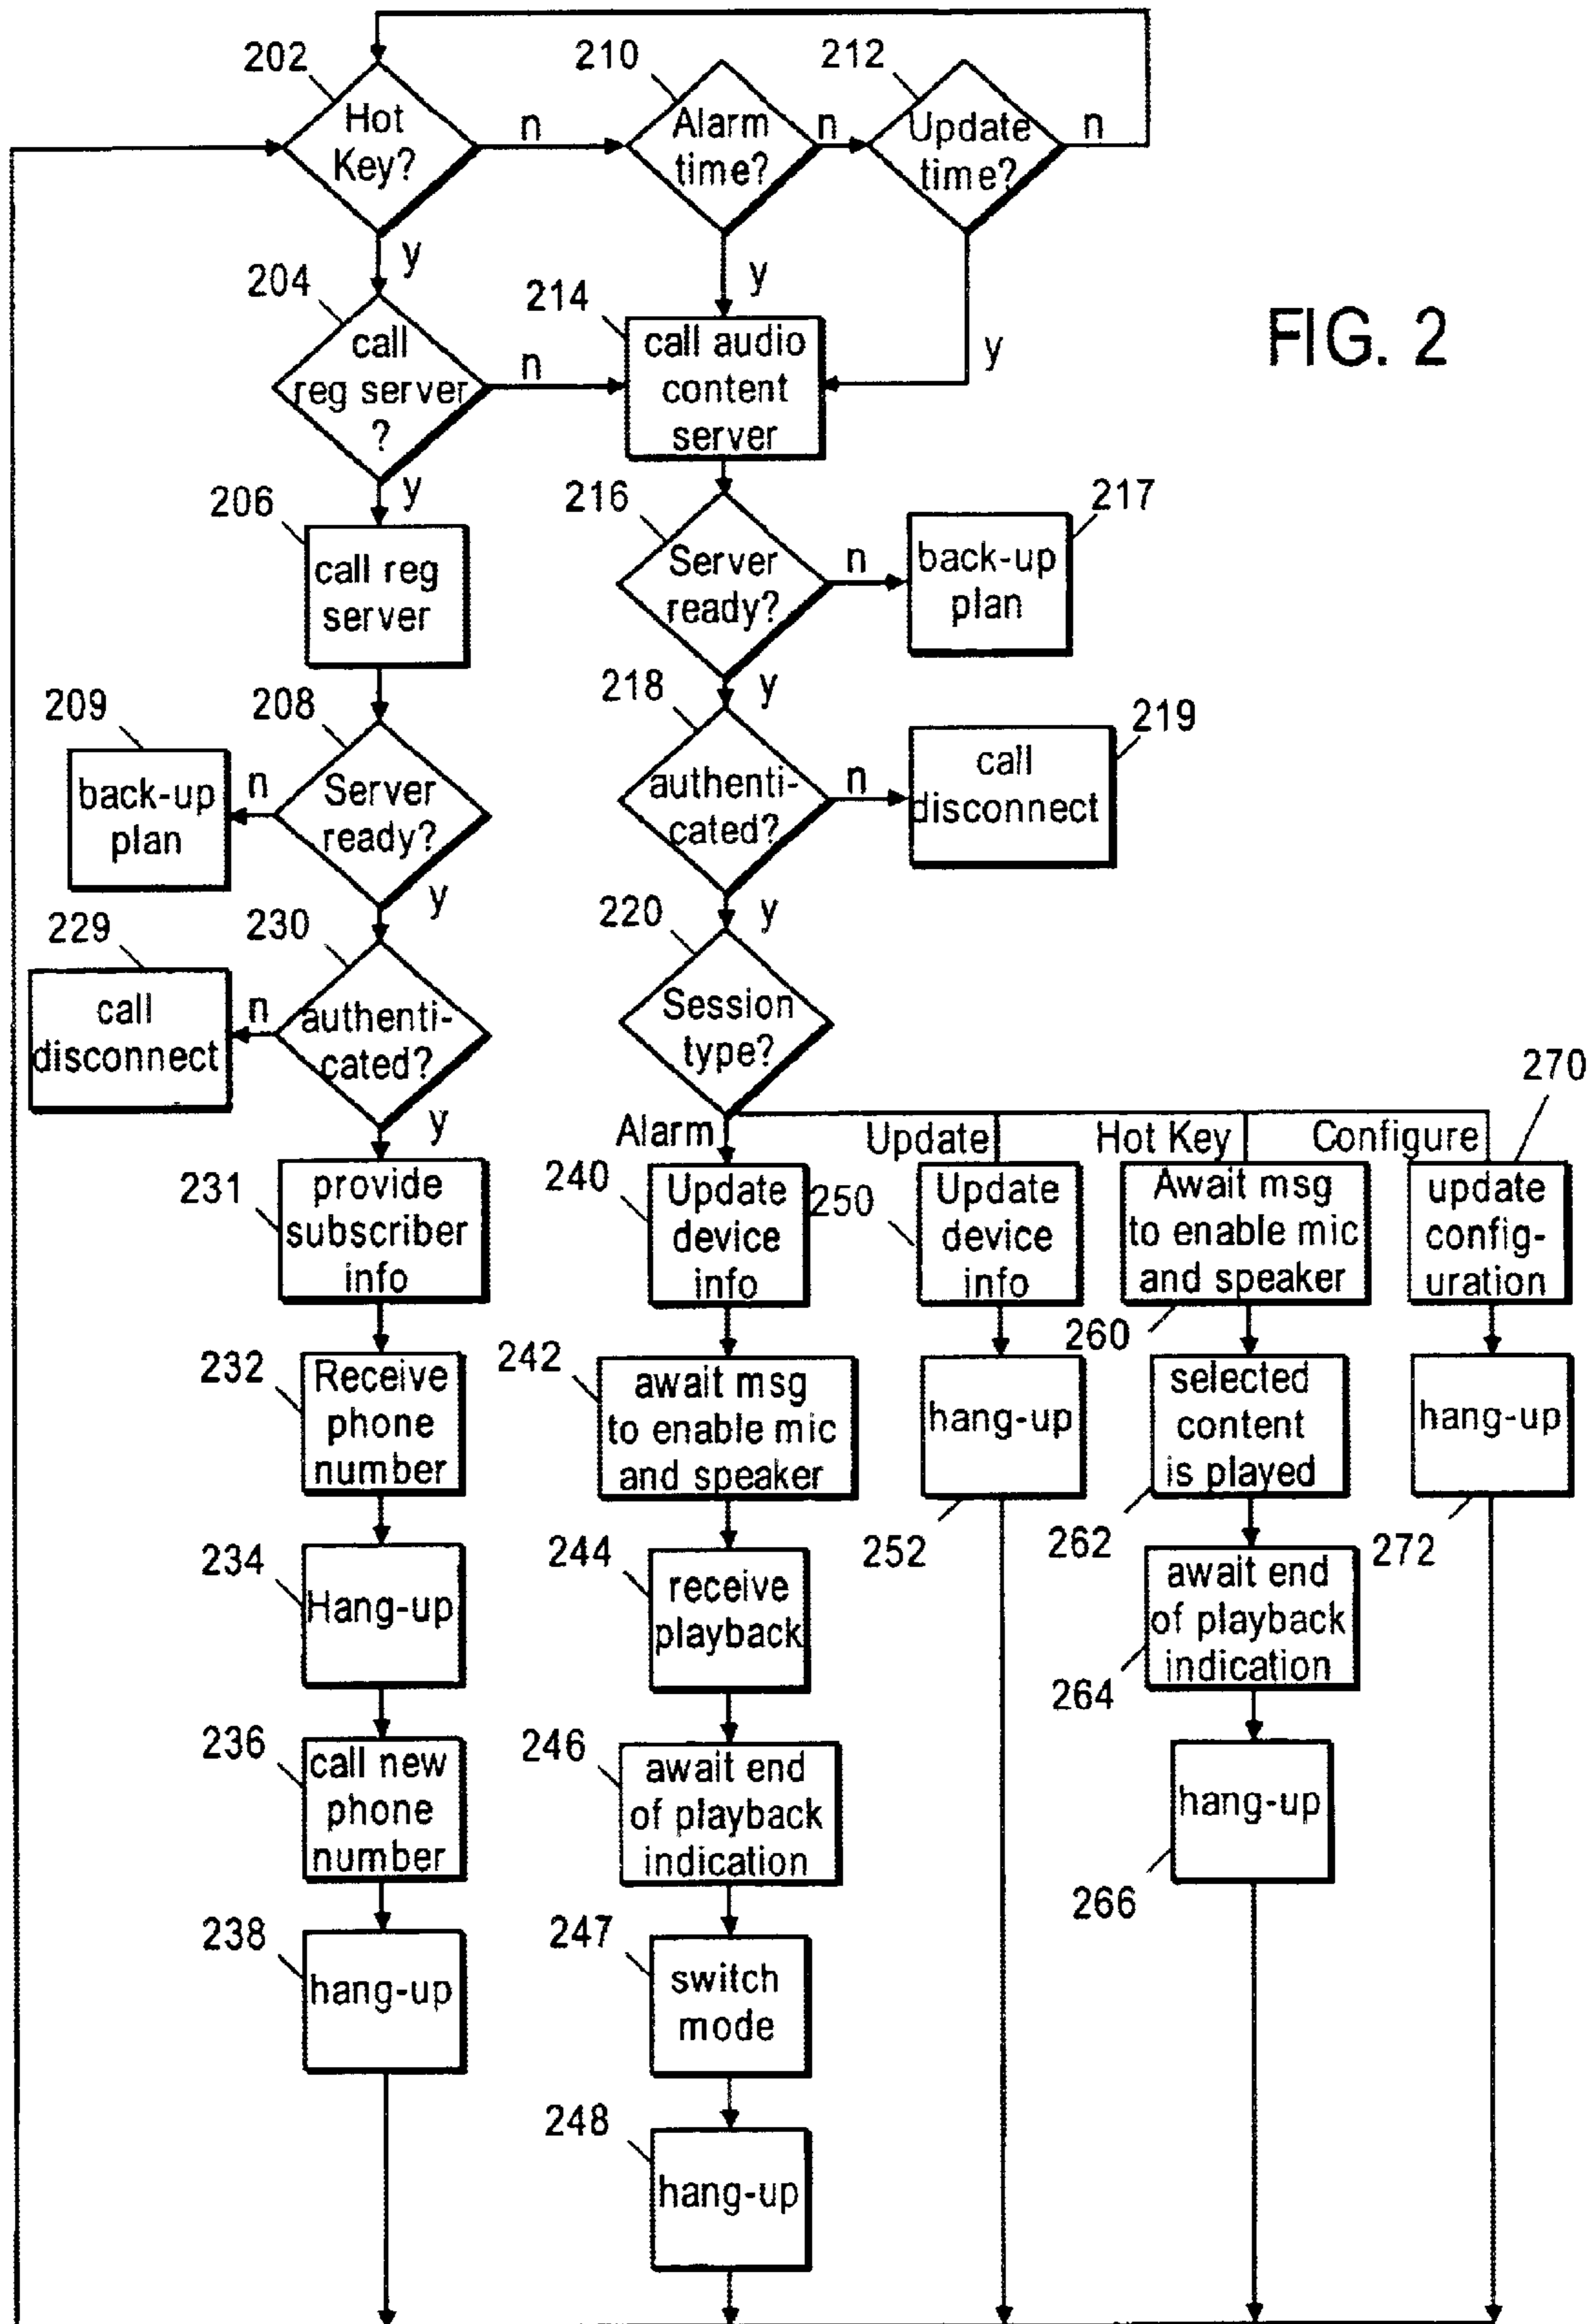 202
210
212
Hot
Key?
n
Alarm
time?
n
Update
time?
n
y
y
y
FIG. 2
204
call
reg server
?
n
214
call audio
content
server
y
206
call reg
server
216
Server
ready?
n
217
back-up
plan
y
209
back-up
plan
n
208
Server
ready?
y
218
authenti-
cated?
n
219
call
disconnect
y
229
call
disconnect
n
230
authenti-
cated?
y
220
Session
type?
Alarm
Update
Hot Key
Configure
270
231
provide
subscriber
info
240
Update
device
info
250
Update
device
info
Await msg
to enable mic
and speaker
260
update
config-
uration
232
Receive
phone
number
242
await msg
to enable mic
and speaker
hang-up
252
selected
content
is played
262
hang-up
272
234
Hang-up
244
receive
playback
await end
of playback
indication
264
236
call new
phone
number
246
await end
of playback
indication
hang-up
266
238
hang-up
247
switch
mode
248
hang-up